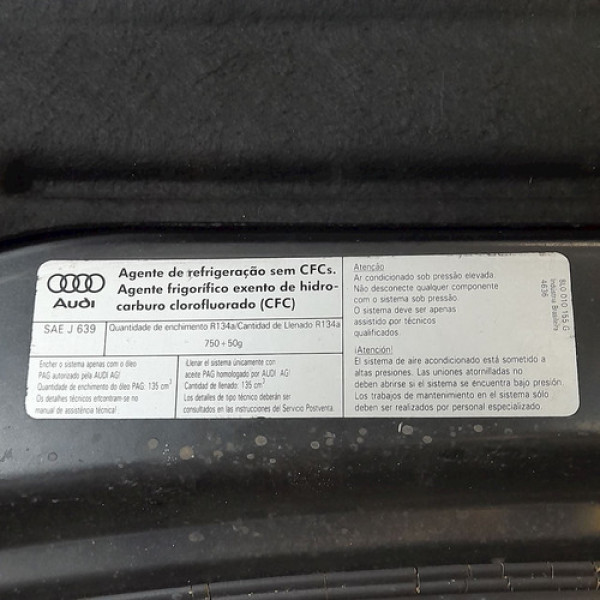 Audi
Agente de refrigeração sem CFCs.
Agente frigorífico exento de hidro-
carburo clorofluorado (CFC)
SAE J 639
Quantidade de enchimento R134a/Cantidad de Llenado R134a
750 + 50g
Encher o sistema apenas com o óleo
PAG autorizado pela AUDI AG!
Quantidade de enchimento do óleo PAG: 135 cm³
Os detalhes técnicos encontram-se no
manual de assistência técnica!
¡Llenar el sistema únicamente con
aceite PAG homologado por AUDI AG!
Cantidad de llenado: 135 cm³
Los detalles de tipo técnico deberán ser
consultados en las instrucciones del Servicio Postventa.
Atencão
Ar condicionado sob pressão elevada.
Não desconecte qualquer componente
com o sistema sob pressão.
O sistema deve ser apenas
assistido por técnicos
qualificados.
¡Atención!
El sistema de aire acondicionado está sometido a
altas presiones. Las uniones atornilladas no
deben abrirse si el sistema se encuentra bajo presión.
Los trabajos de mantenimiento en el sistema sólo
deben ser realizados por personal especializado.
8L0 010 155 G
Industria Brasileira
4636